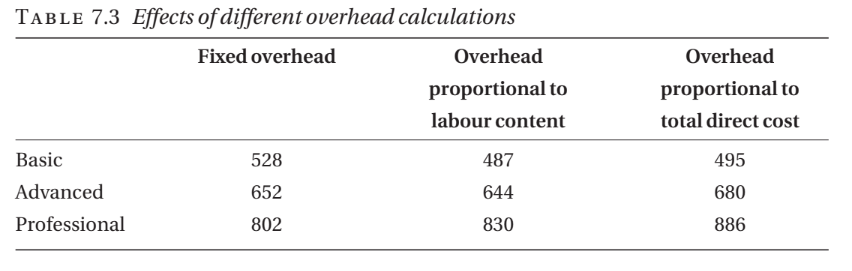 TABLE 7.3 Effects of different overhead calculations
Fixed overhead Overhead Overhead
proportional to proportional to
labour content total direct cost
Basic 528 487 495
Advanced 652 644 680
Professional 802 830 886